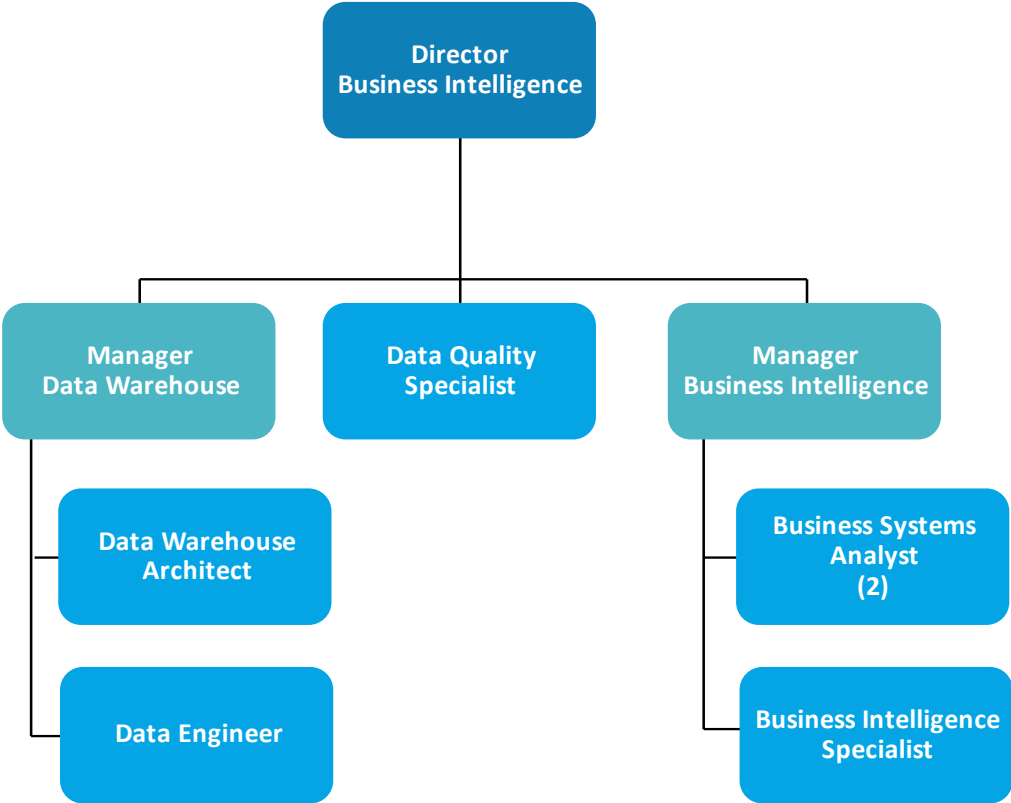 Director
Business Intelligence
Manager
Data Warehouse
Data Quality
Specialist
Manager
Business Intelligence
Data Warehouse
Architect
Business Systems
Analyst
(2)
Data Engineer
Business Intelligence
Specialist